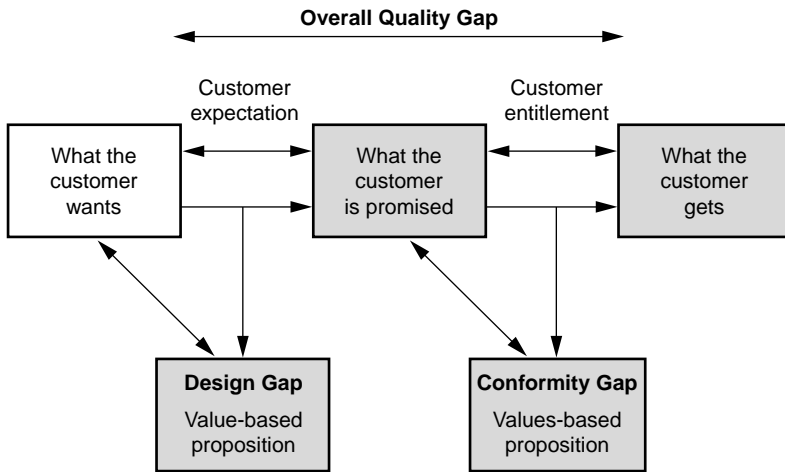 Overall Quality Gap
Customer
expectation
Customer
entitlement
What the
customer
wants
What the
customer
is promised
What the
customer
gets
Design Gap
Value-based
proposition
Conformity Gap
Values-based
proposition